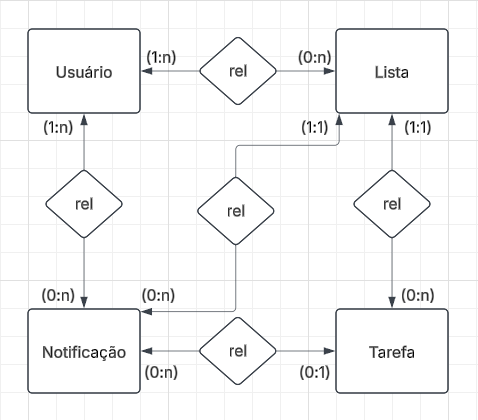 (1:n)
(0:n)
Usuário
rel
Lista
(1:n)
(1:1)
(1:1)
rel
rel
rel
(0:n)
(0:n)
(0:n)
Notificação
rel
Tarefa
(0:n)
(0:1)